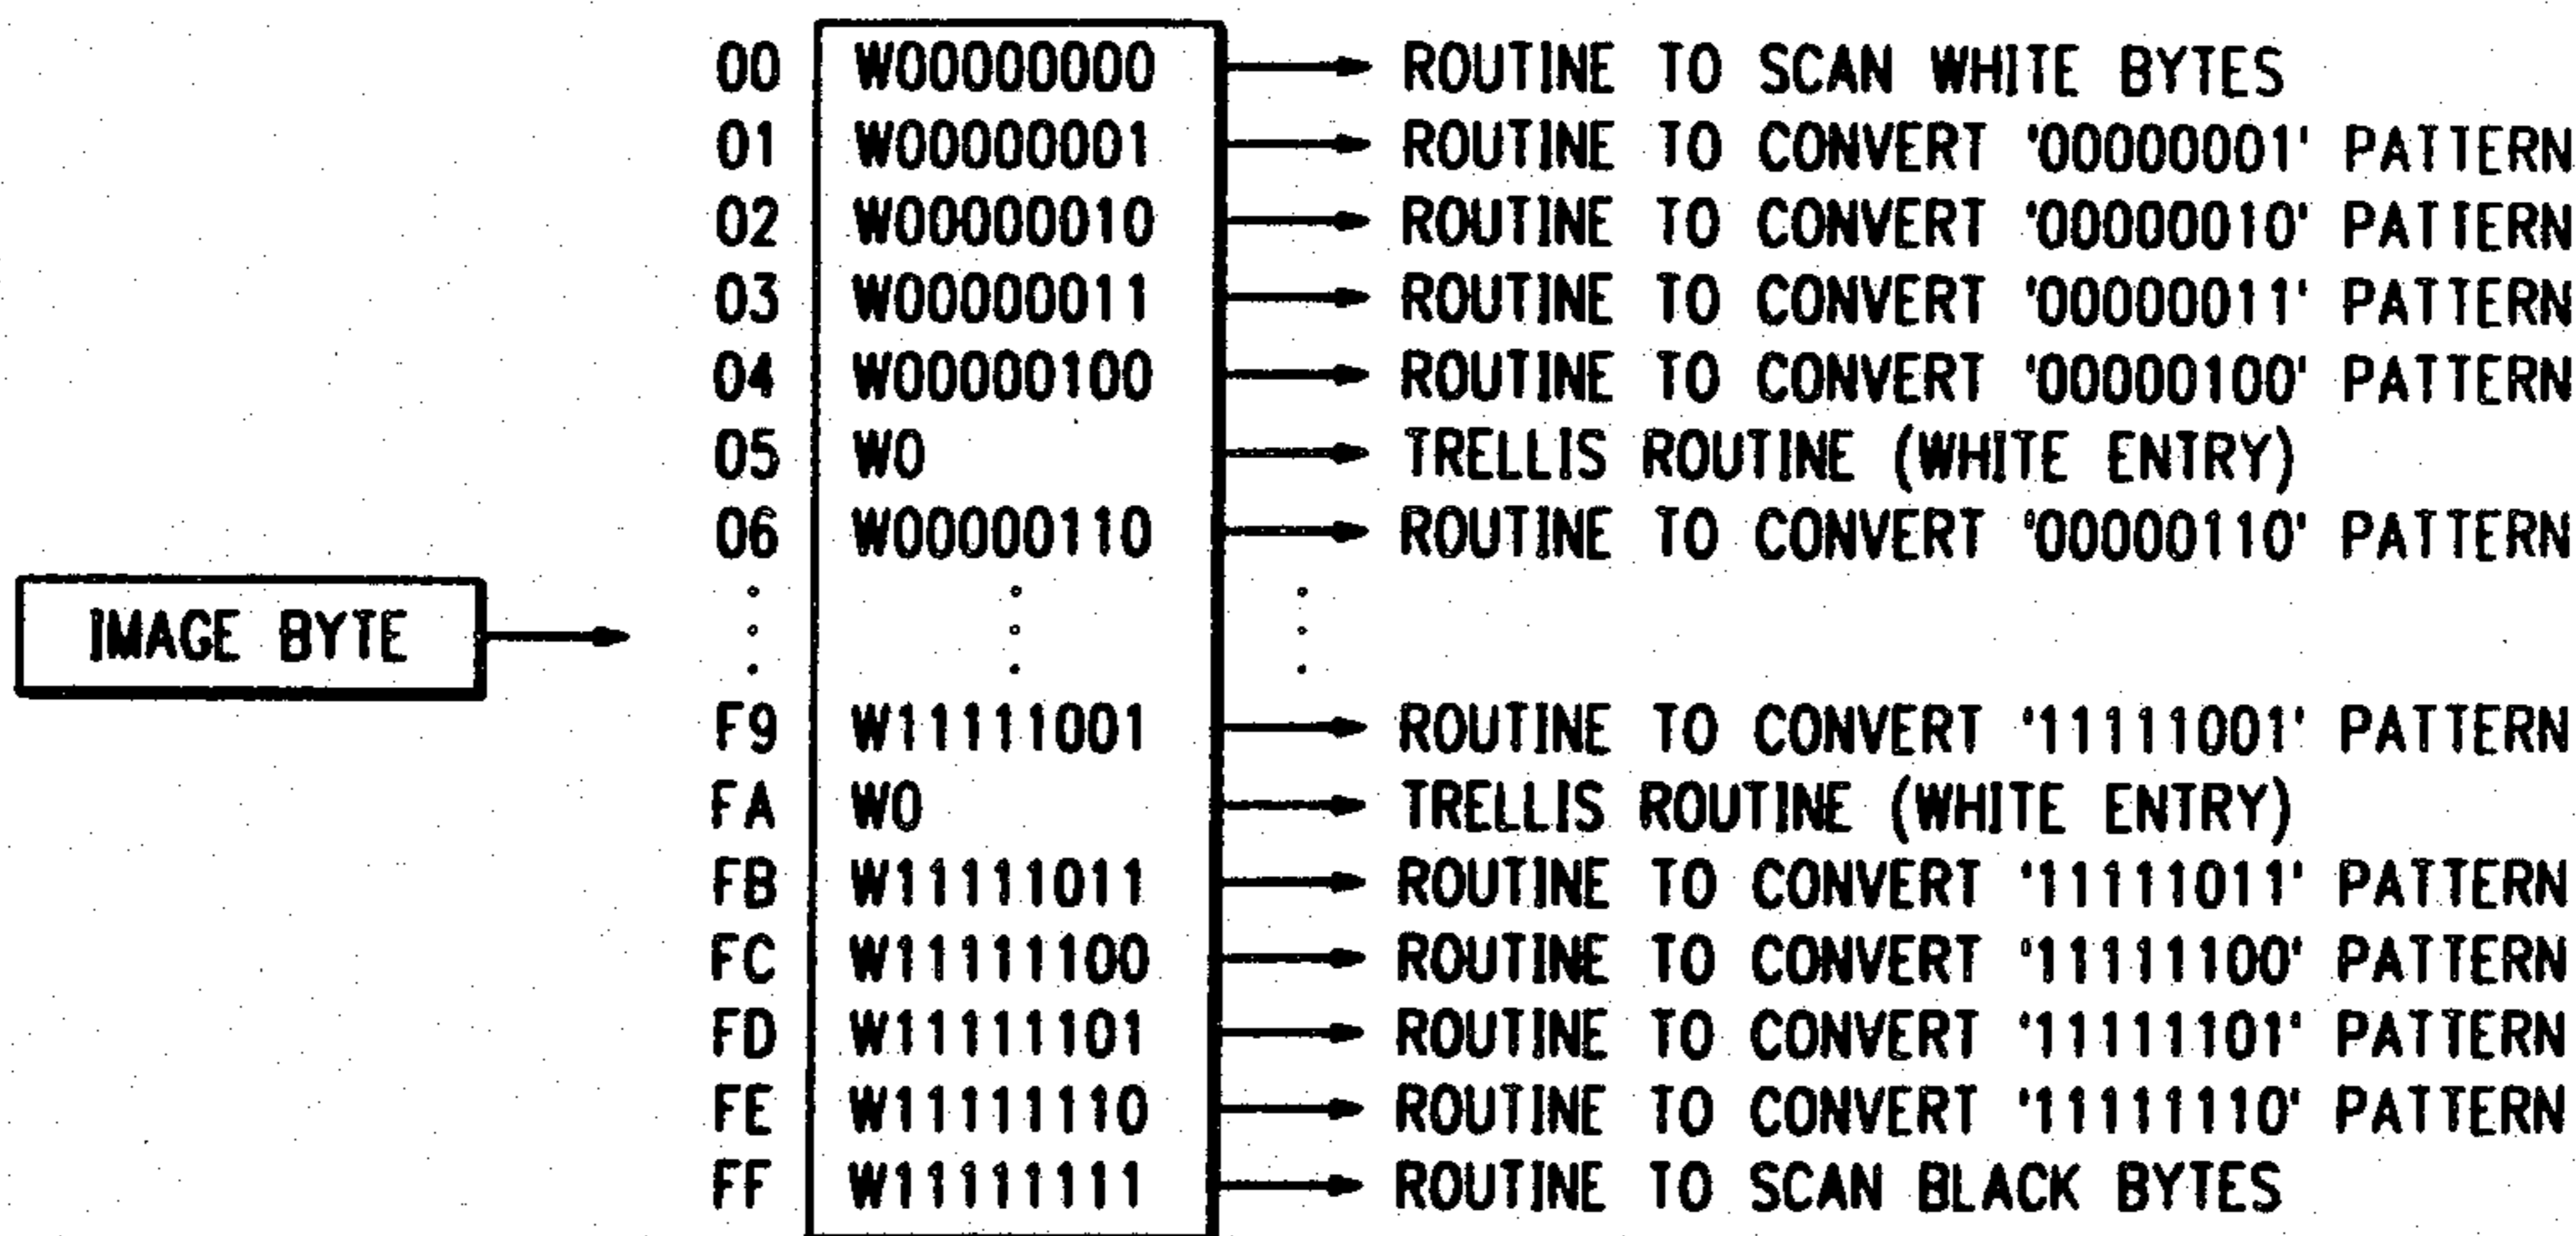 00 W00000000 ROUTINE TO SCAN WHITE BYTES
01 W00000001 ROUTINE TO CONVERT '00000001' PATTERN
02 W00000010 ROUTINE TO CONVERT '00000010' PATTERN
03 W00000011 ROUTINE TO CONVERT '00000011' PATTERN
04 W00000100 ROUTINE TO CONVERT '00000100' PATTERN
05 W0 TRELLIS ROUTINE (WHITE ENTRY)
06 W00000110 ROUTINE TO CONVERT '00000110' PATTERN
IMAGE BYTE
F9 W11111001 ROUTINE TO CONVERT '11111001' PATTERN
FA W0 TRELLIS ROUTINE (WHITE ENTRY)
FB W11111011 ROUTINE TO CONVERT '11111011' PATTERN
FC W11111100 ROUTINE TO CONVERT '11111100' PATTERN
FD W11111101 ROUTINE TO CONVERT '11111101' PATTERN
FE W11111110 ROUTINE TO CONVERT '11111110' PATTERN
FF W11111111 ROUTINE TO SCAN BLACK BYTES